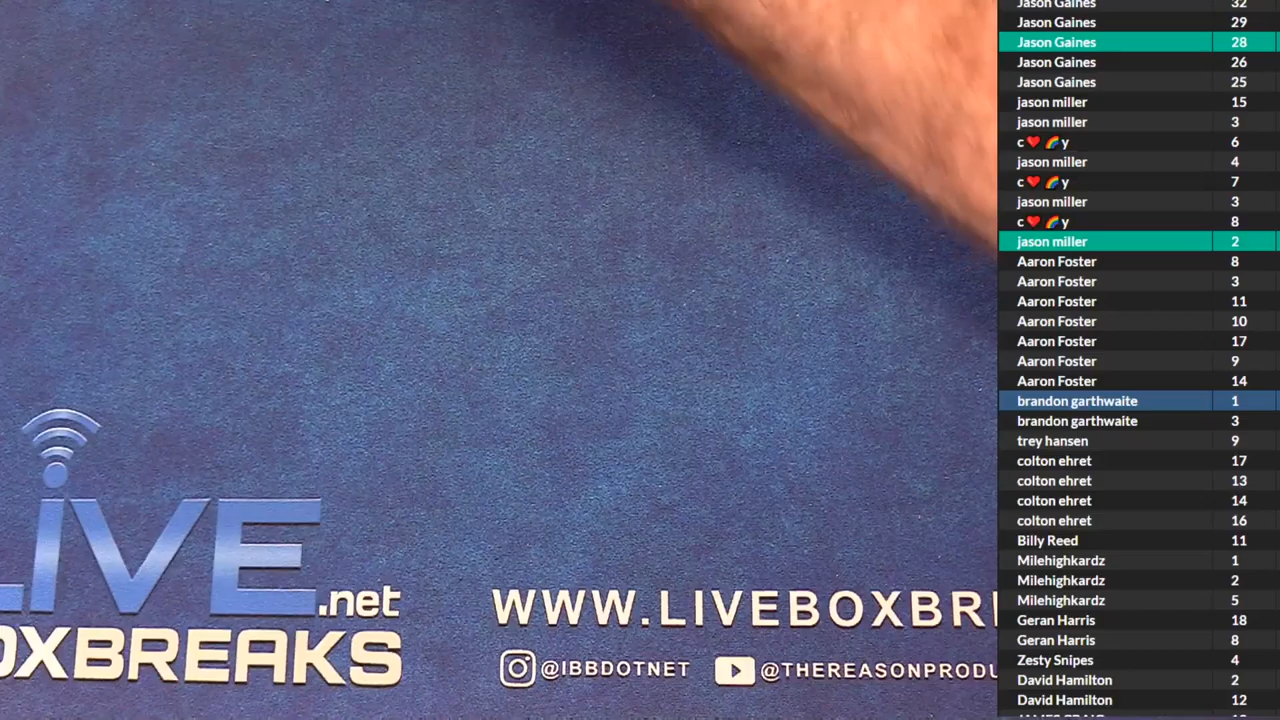 Jason Gaines 32
Jason Gaines 29
Jason Gaines 28
Jason Gaines 26
Jason Gaines 25
jason miller 15
jason miller 3
c❤️🌈y 6
jason miller 4
c❤️🌈y 7
jason miller 3
c❤️🌈y 8
jason miller 2
Aaron Foster 8
Aaron Foster 3
Aaron Foster 11
Aaron Foster 10
Aaron Foster 17
Aaron Foster 9
Aaron Foster 14
brandon garthwaite 1
brandon garthwaite 3
trey hansen 9
colton ehret 17
colton ehret 13
colton ehret 14
colton ehret 16
Billy Reed 11
Milehighkardz 1
Milehighkardz 2
Milehighkardz 5
Geran Harris 18
Geran Harris 8
Zesty Snipes 4
David Hamilton 2
David Hamilton 12
LIVE.net
OXBREAKS
WWW.LIVEBOXBRE
@IBBDOTNET @THEREASONPRODU